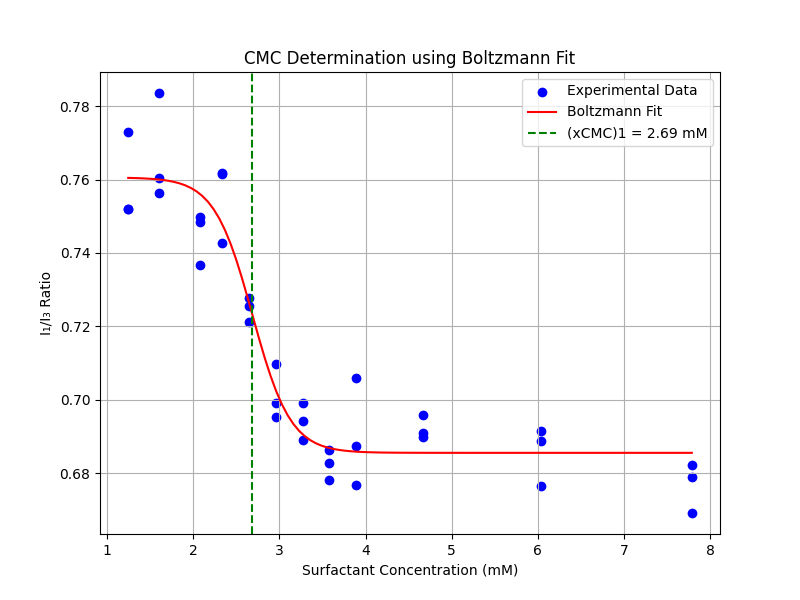 CMC Determination using Boltzmann Fit
Experimental Data
Boltzmann Fit
(xCMC)1 = 2.69 mM
I₁/I₃ Ratio
0.78
0.76
0.74
0.72
0.70
0.68
1 2 3 4 5 6 7 8
Surfactant Concentration (mM)